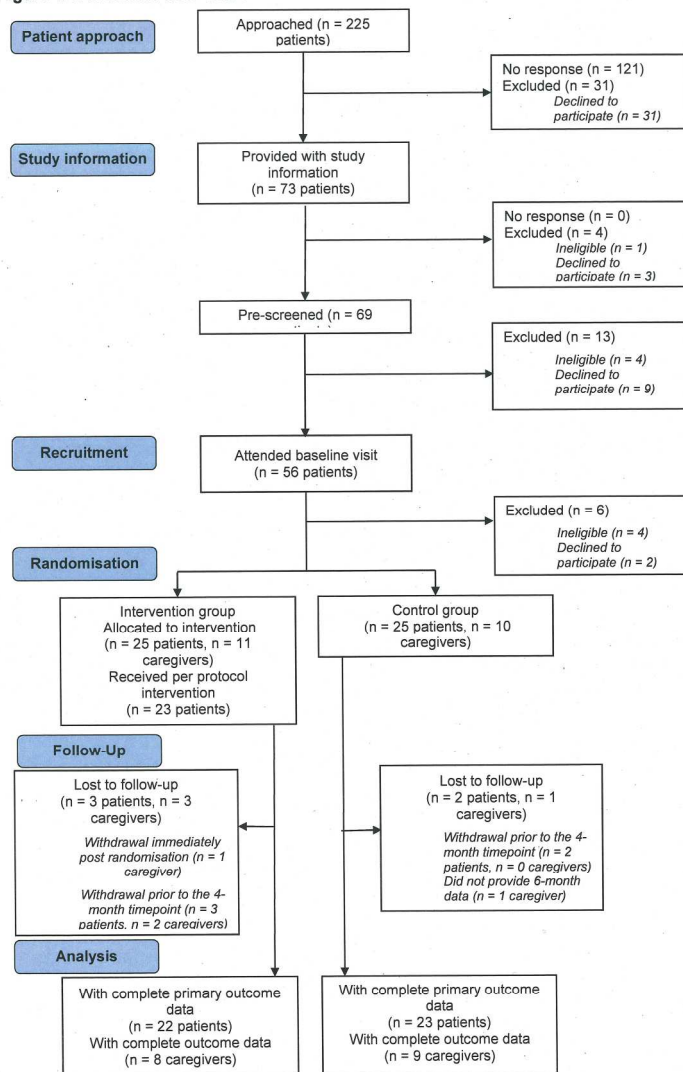 Patient approach
Approached (n = 225
patients)
No response (n = 121)
Excluded (n = 31)
Declined to
participate (n = 31)
Study information
Provided with study
information
(n = 73 patients)
No response (n = 0)
Excluded (n = 4)
Ineligible (n = 1)
Declined to
participate (n = 3)
Pre-screened (n = 69
Excluded (n = 13)
Ineligible (n = 4)
Declined to
participate (n = 9)
Recruitment
Attended baseline visit
(n = 56 patients)
Excluded (n = 6)
Ineligible (n = 4)
Declined to
participate (n = 2)
Randomisation
Intervention group
Allocated to intervention
(n = 25 patients, n = 11
caregivers)
Received per protocol
intervention
(n = 23 patients)
Control group
(n = 25 patients, n = 10
caregivers)
Follow-Up
Lost to follow-up
(n = 3 patients, n = 3
caregivers)
Withdrawal immediately
post randomisation (n = 1
caregiver)
Withdrawal prior to the 4-
month timepoint (n = 3
patients, n = 2 caregivers)
Lost to follow-up
(n = 2 patients, n = 1
caregivers)
Withdrawal prior to the 4-
month timepoint (n = 2
patients, n = 0 caregivers)
Did not provide 6-month
data (n = 1 caregiver)
Analysis
With complete primary outcome
data
(n = 22 patients)
With complete outcome data
(n = 8 caregivers)
With complete primary outcome
data
(n = 23 patients)
With complete outcome data
(n = 9 caregivers)